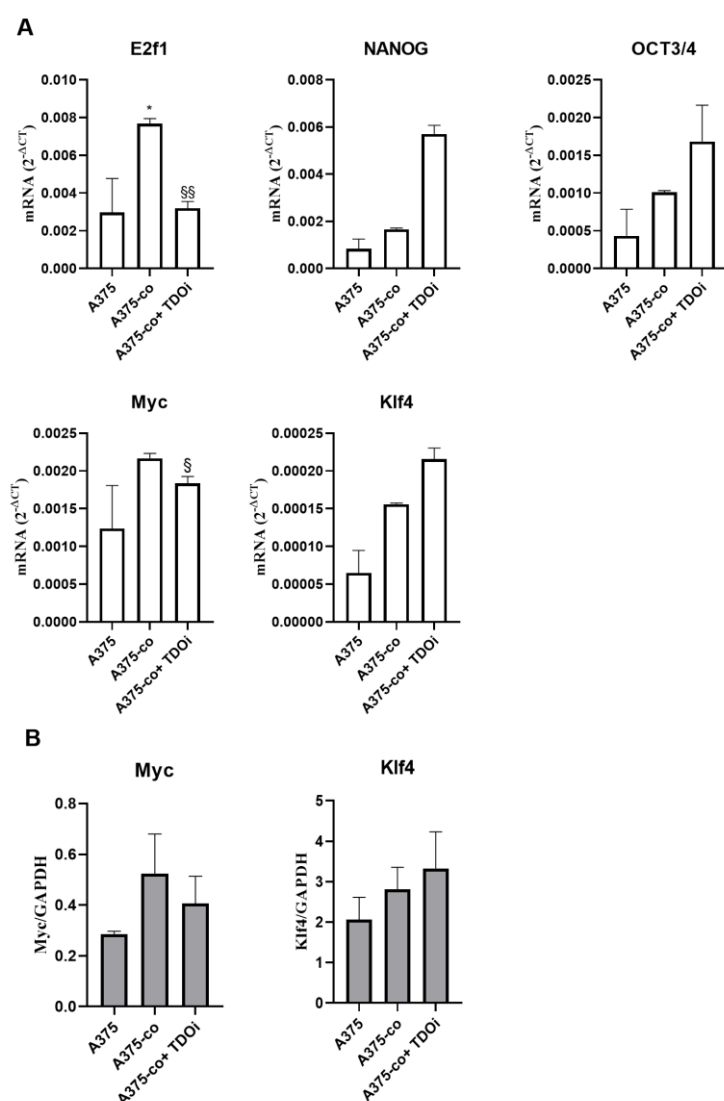 A
E2f1
mRNA (2^-ΔCT)
0.010
0.008
0.006
0.004
0.002
0.000
*
§§
A375
A375-co
A375-co+ TDOi
NANOG
mRNA (2^-ΔCT)
0.008
0.006
0.004
0.002
0.000
A375
A375-co
A375-co+ TDOi
OCT3/4
mRNA (2^-ΔCT)
0.0025
0.0020
0.0015
0.0010
0.0005
0.0000
A375
A375-co
A375-co+ TDOi
Myc
mRNA (2^-ΔCT)
0.0025
0.0020
0.0015
0.0010
0.0005
0.0000
§
A375
A375-co
A375-co+ TDOi
Klf4
mRNA (2^-ΔCT)
0.00025
0.00020
0.00015
0.00010
0.00005
0.00000
A375
A375-co
A375-co+ TDOi
B
Myc
Myc/GAPDH
0.8
0.6
0.4
0.2
0.0
A375
A375-co
A375-co+ TDOi
Klf4
Klf4/GAPDH
5
4
3
2
1
0
A375
A375-co
A375-co+ TDOi